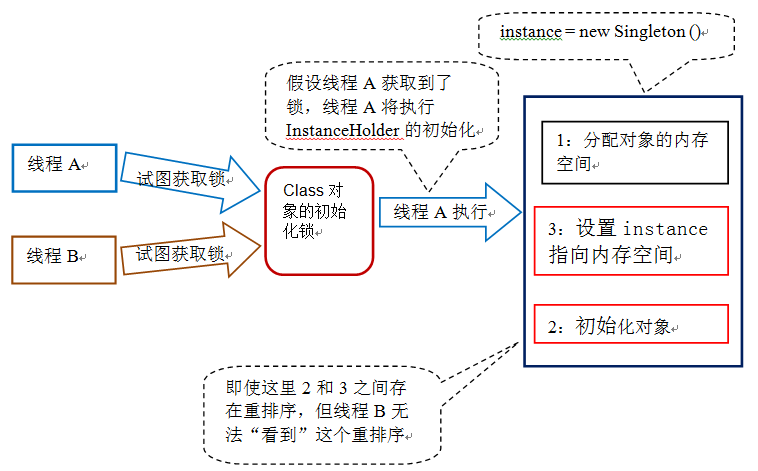 instance = new Singleton ()
假设线程 A 获取到了
锁，线程 A 将执行
InstanceHolder 的初始化
线程 A
试图获取锁
线程 B
试图获取锁
Class 对
象的初始
化锁
线程 A 执行
1：分配对象的内存
空间
3：设置 instance
指向内存空间
2：初始化对象
即使这里 2 和 3 之间存
在重排序，但线程 B 无
法“看到”这个重排序